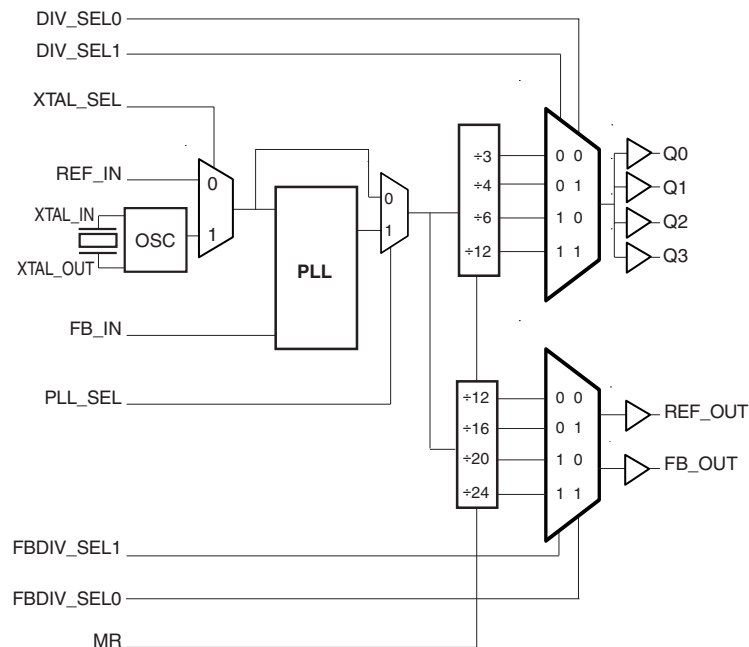 DIV_SEL0
DIV_SEL1
XTAL_SEL
REF_IN
0
XTAL_IN
OSC
1
XTAL_OUT
PLL
0
1
FB_IN
PLL_SEL
÷3
÷4
÷6
÷12
0 0
0 1
1 0
1 1
Q0
Q1
Q2
Q3
÷12
÷16
÷20
÷24
0 0
0 1
1 0
1 1
REF_OUT
FB_OUT
FBDIV_SEL1
FBDIV_SEL0
MR